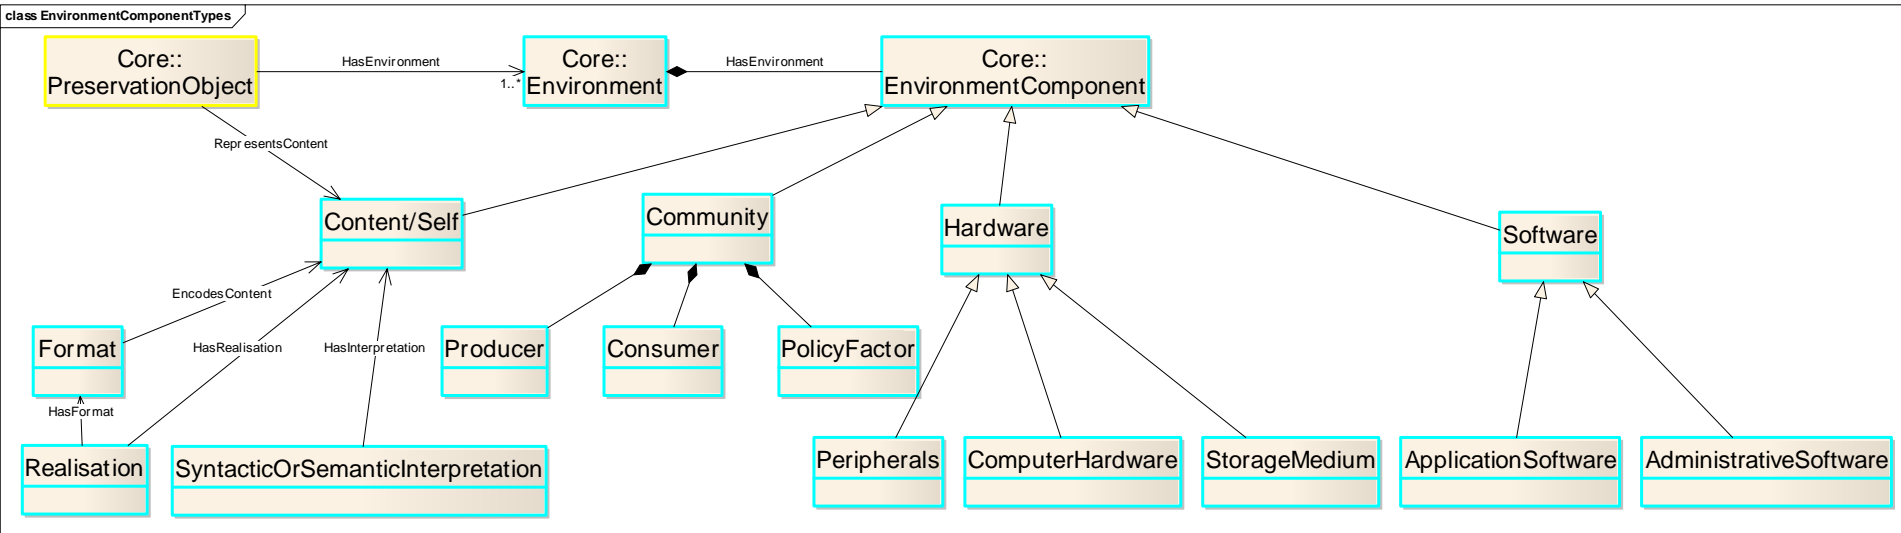 class EnvironmentComponentTypes
Core::
PreservationObject
HasEnvironment
1..*
Core::
Environment
HasEnvironment
Core::
EnvironmentComponent
RepresentsContent
Content/Self
Community
Hardware
Software
EncodesContent
Format
HasRealisation
HasInterpretation
Producer
Consumer
PolicyFactor
HasFormat
Realisation
SyntacticOrSemanticInterpretation
Peripherals
ComputerHardware
StorageMedium
ApplicationSoftware
AdministrativeSoftware